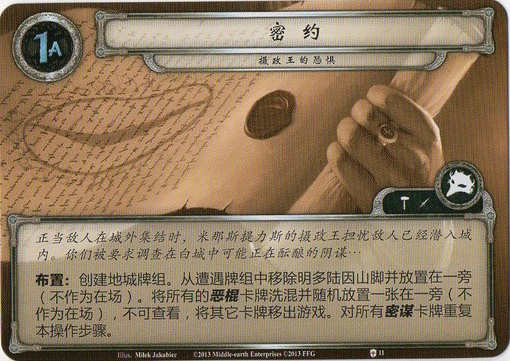 1A
密约
摄政王的恐惧
正当敌人在城外集结时，米那斯提力斯的摄政王担忧敌人已经潜入城
内。你们被要求调查在白城中可能正在酝酿的阴谋…
布置：创建地城牌组。从遭遇牌组中移除明多陆因山脚并放置在一旁
（不作为在场）。将所有的恶棍卡牌洗混并随机放置一张在一旁（不
作为在场），不可查看，将其它卡牌移出游戏。对所有密谋卡牌重复
本操作步骤。
Illus. Milek Jakubiec ©2013 Middle-earth Enterprises ©2013 FFG 11